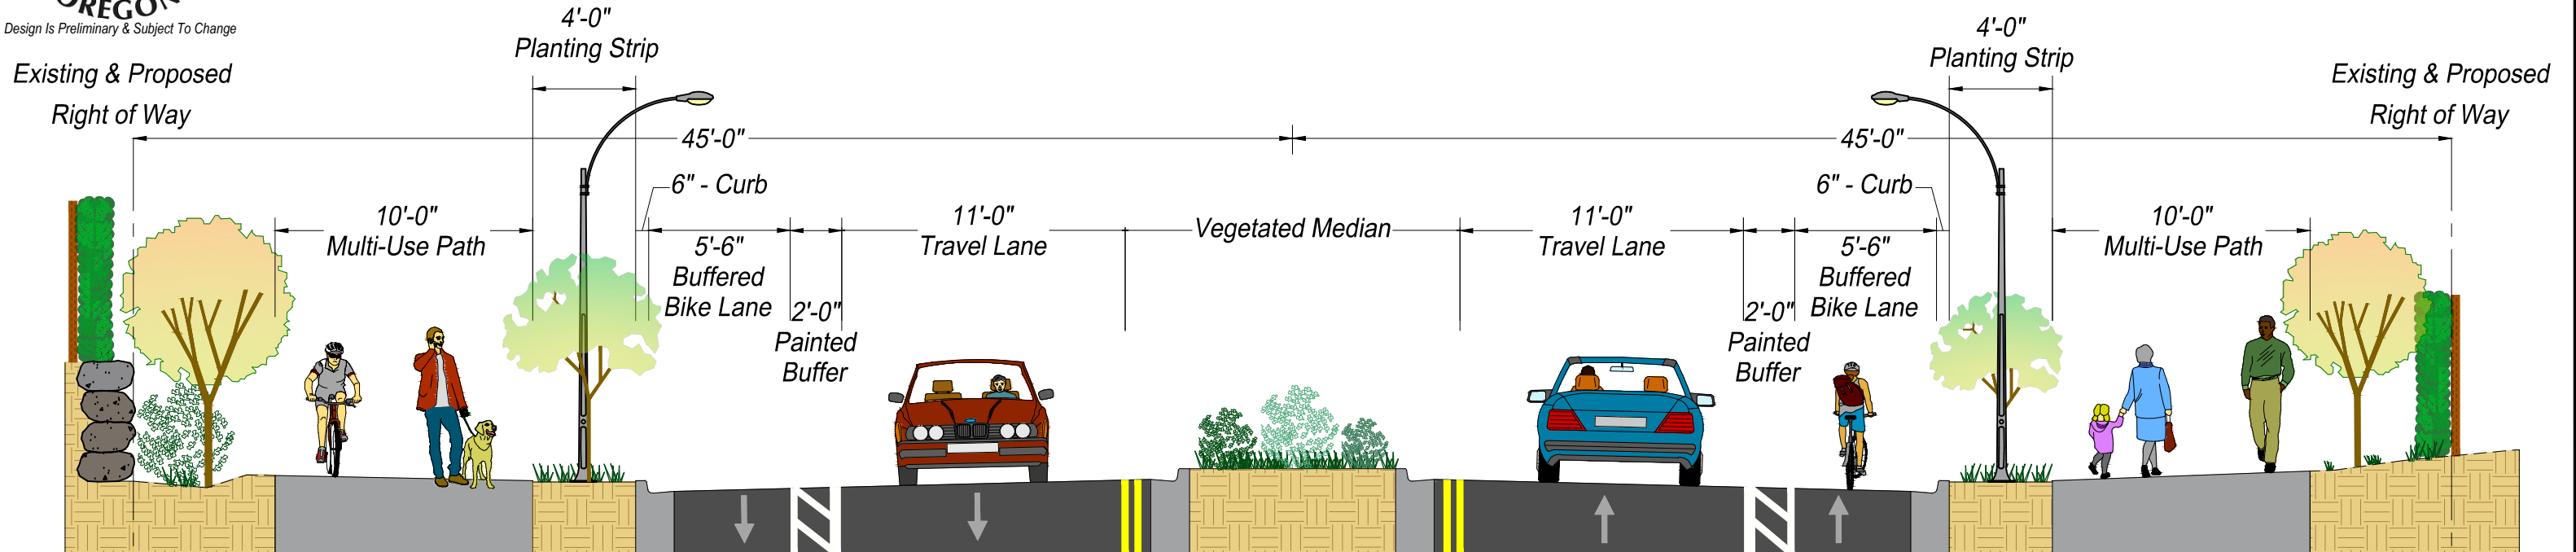 OREGON
Design Is Preliminary & Subject To Change
Existing & Proposed
Right of Way
4'-0"
Planting Strip
4'-0"
Planting Strip
Existing & Proposed
Right of Way
45'-0"
45'-0"
6" - Curb
6" - Curb
10'-0"
Multi-Use Path
5'-6"
Buffered
Bike Lane
2'-0"
Painted
Buffer
11'-0"
Travel Lane
Vegetated Median
11'-0"
Travel Lane
2'-0"
Painted
Buffer
5'-6"
Buffered
Bike Lane
10'-0"
Multi-Use Path